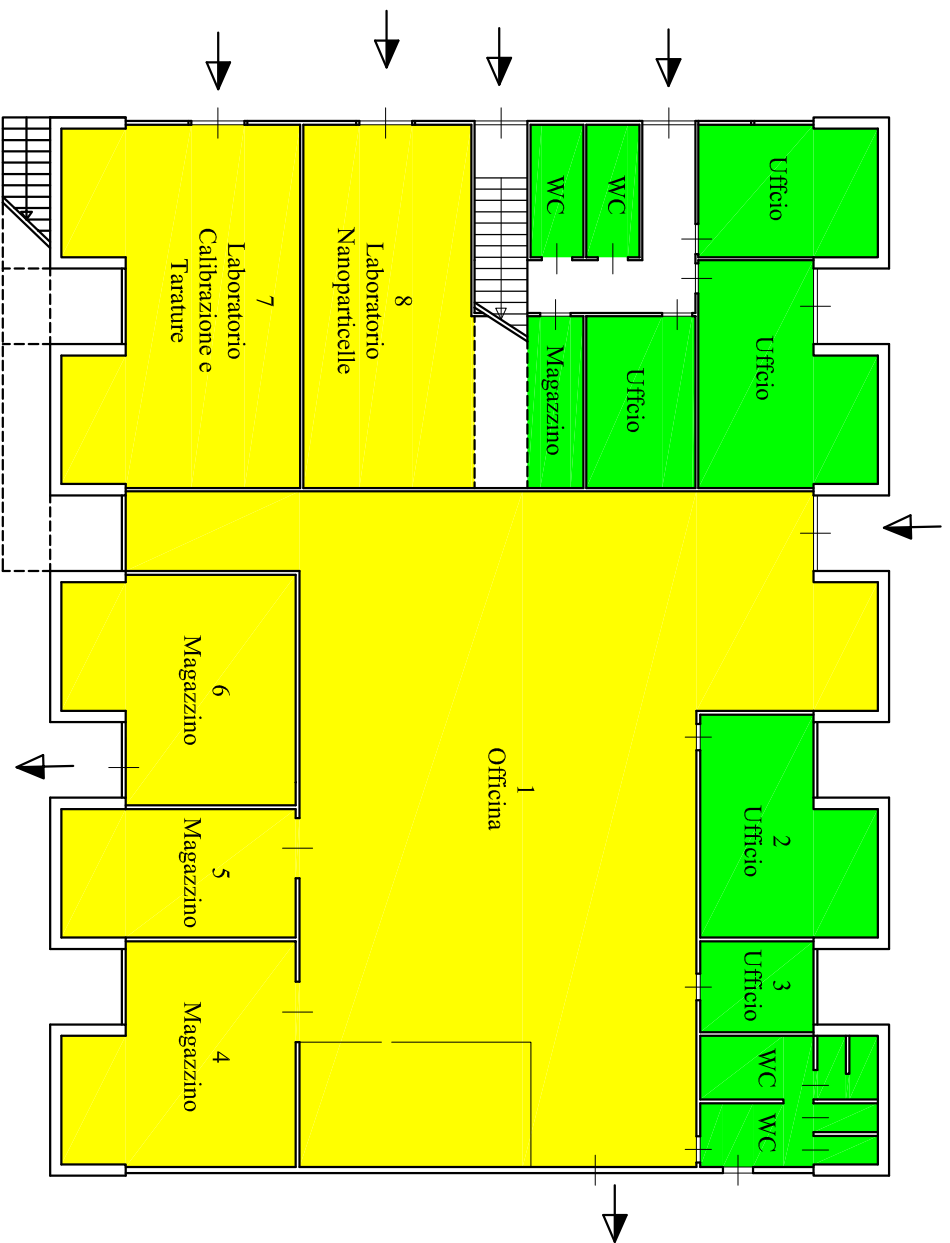 Uffcio
Uffcio
2
Ufficio
3
Ufficio
WC
WC
WC
Uffcio
WC
Magazzino
1
Officina
8
Laboratorio
Nanoparticelle
7
Laboratorio
Calibrazione e
Tarature
6
Magazzino
5
Magazzino
4
Magazzino